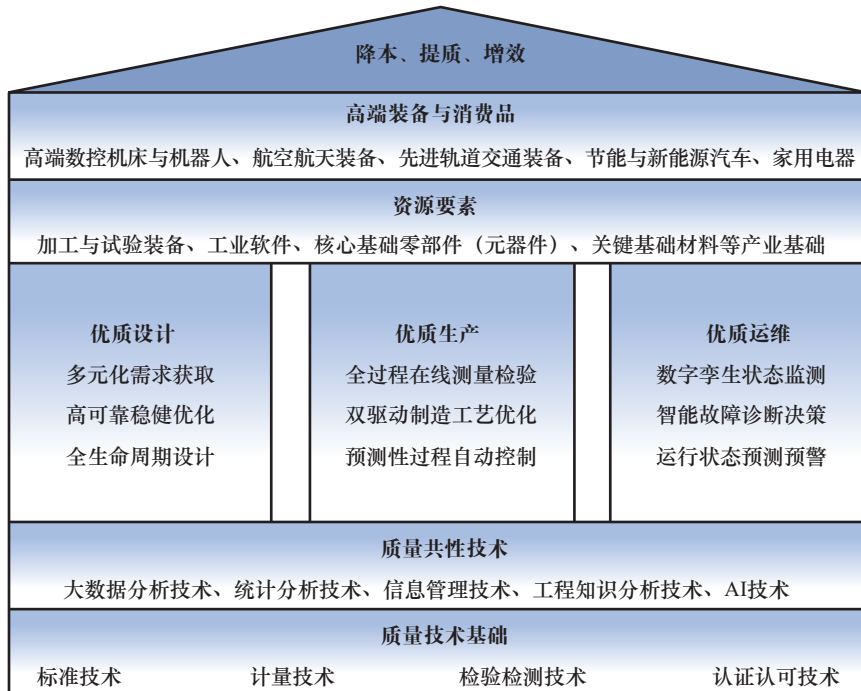 降本、提质、增效
高端装备与消费品
高端数控机床与机器人、航空航天装备、先进轨道交通装备、节能与新能源汽车、家用电器
资源要素
加工与试验装备、工业软件、核心基础零部件（元器件）、关键基础材料等产业基础
优质设计
多元化需求获取
高可靠稳健优化
全生命周期设计
优质生产
全过程在线测量检验
双驱动制造工艺优化
预测性过程自动控制
优质运维
数字孪生状态监测
智能故障诊断决策
运行状态预测预警
质量共性技术
大数据分析技术、统计分析技术、信息管理技术、工程知识分析技术、AI技术
质量技术基础
标准技术 计量技术 检验检测技术 认证认可技术